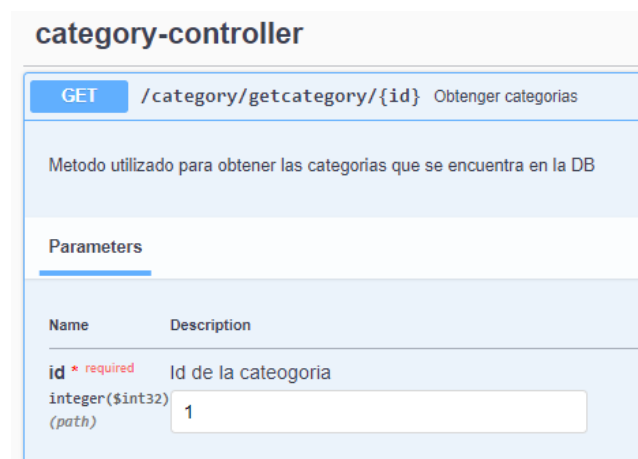 category-controller
GET /category/getcategory/{id} Obtenger categorias
Metodo utilizado para obtener las categorias que se encuentra en la DB
Parameters
Name Description
id * required Id de la cateogoria
integer($int32)
1
(path)